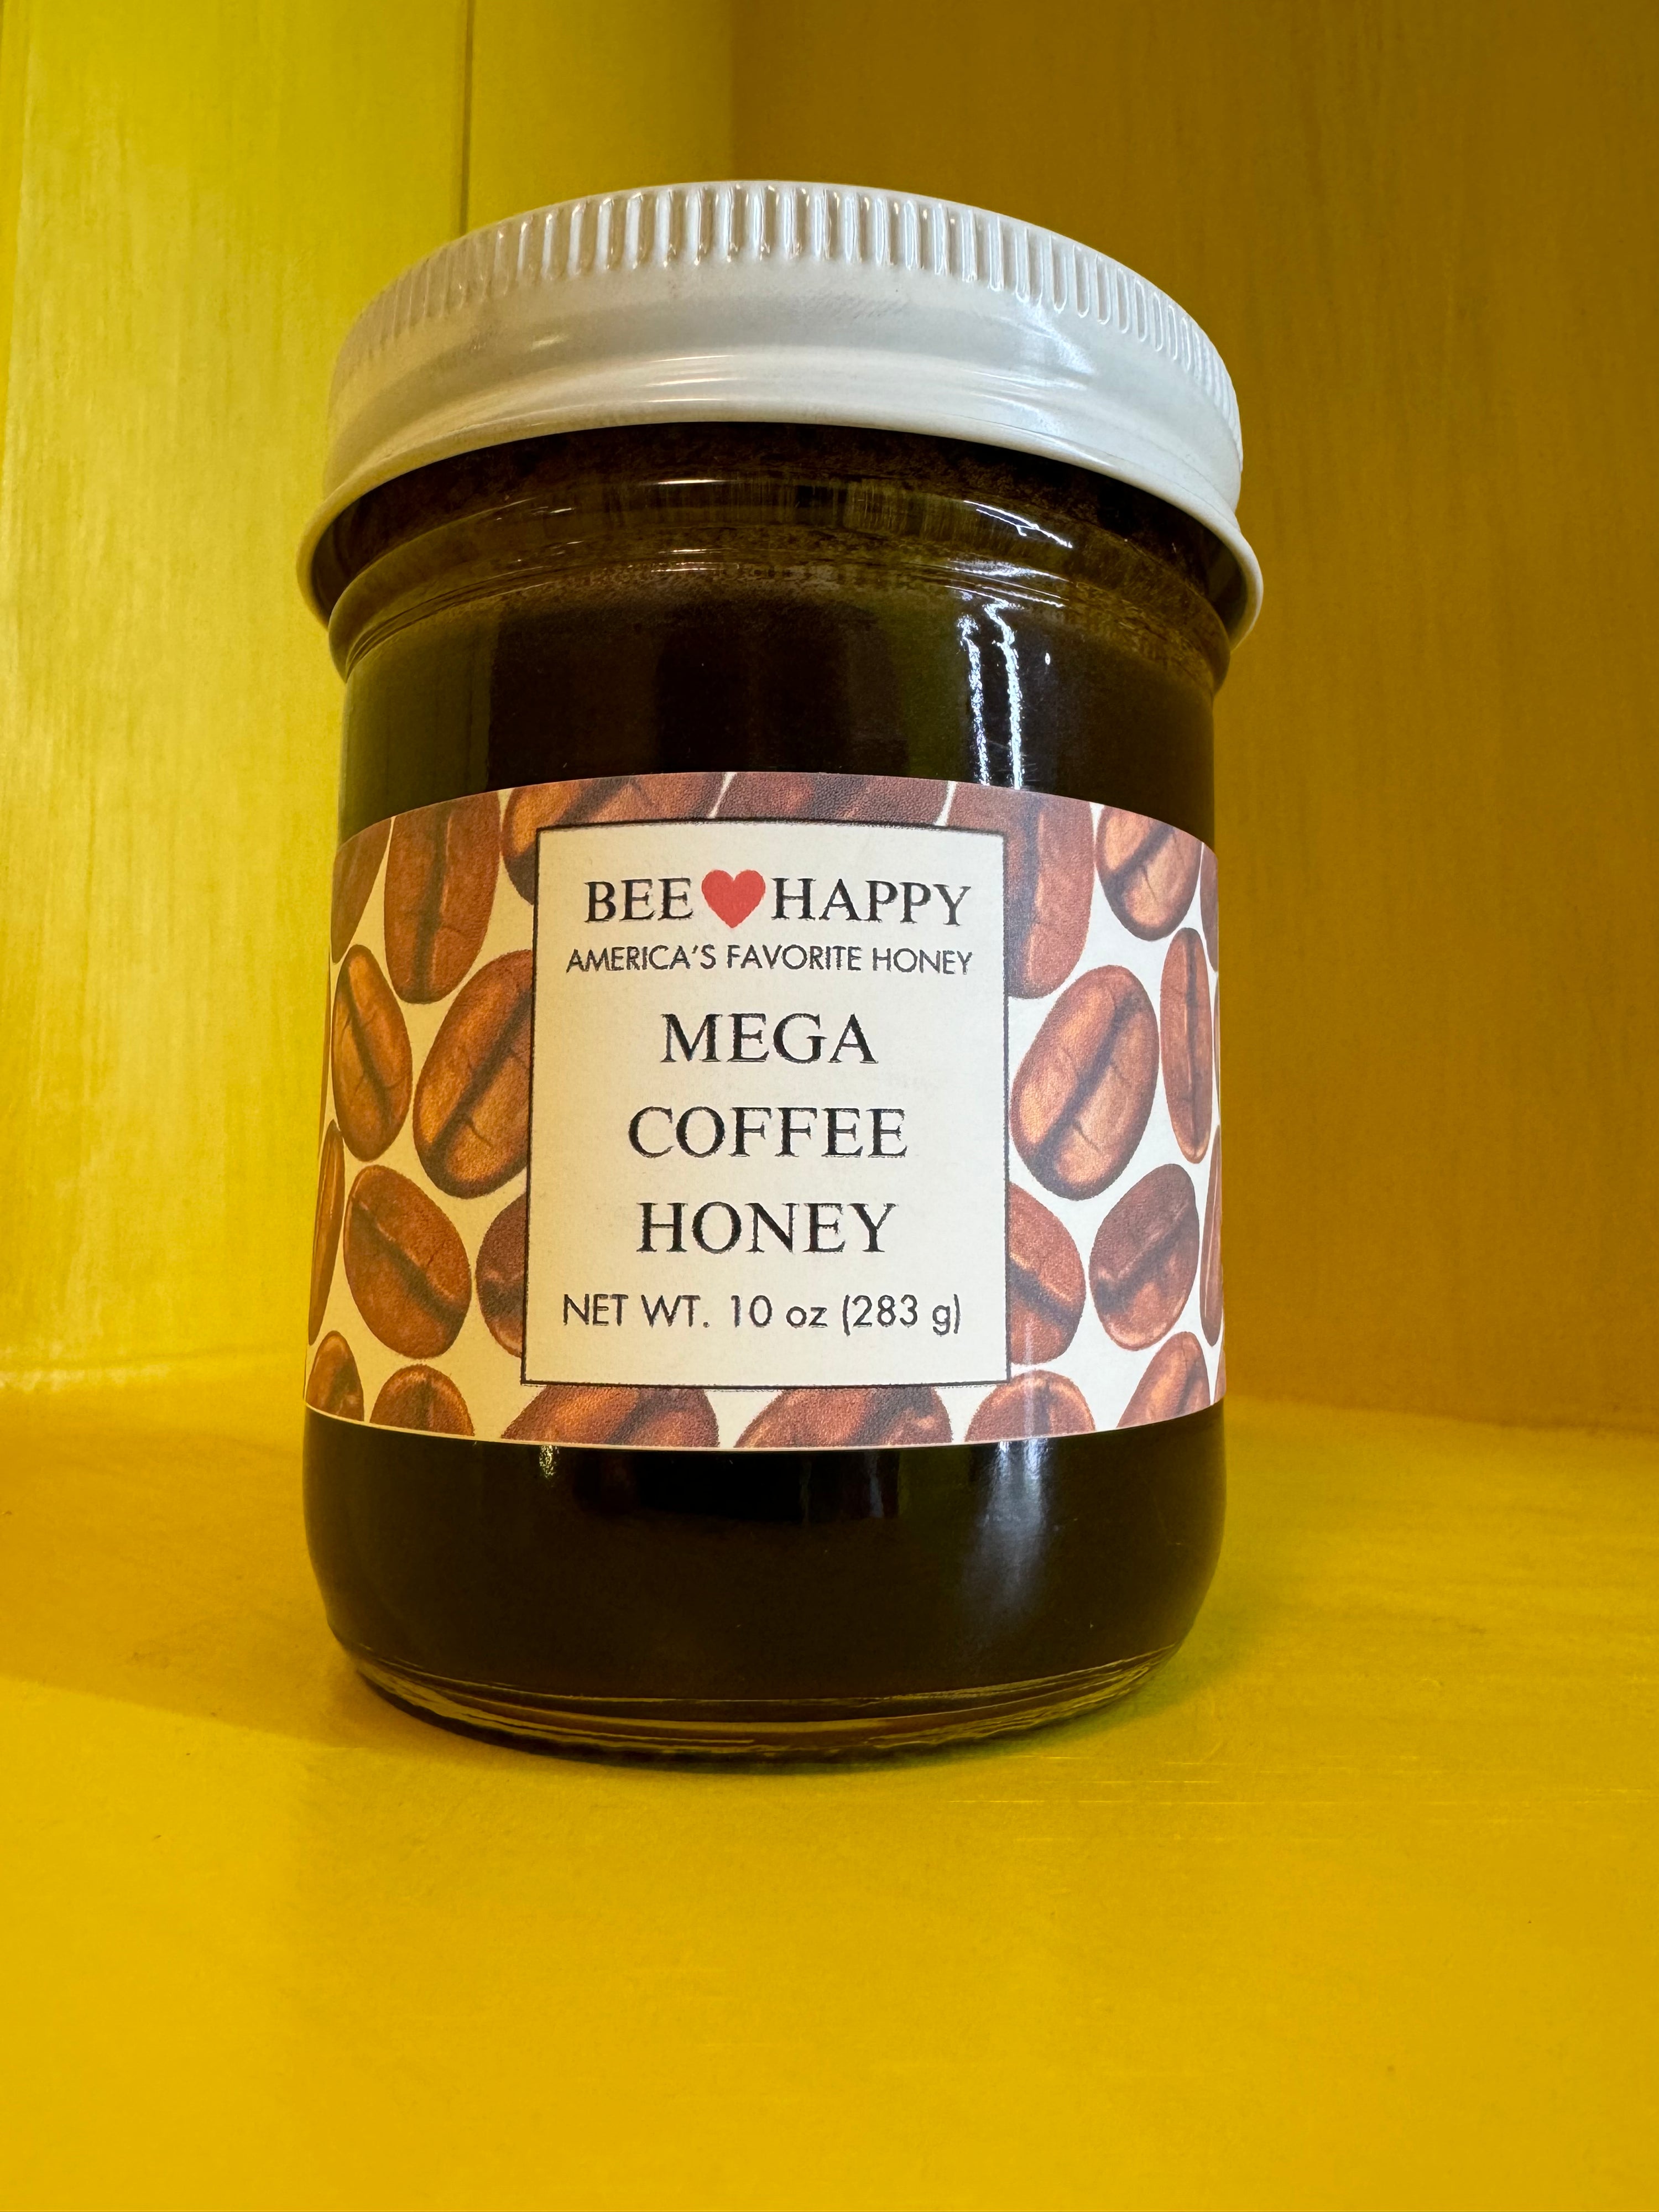 BEE❤HAPPY
AMERICA'S FAVORITE HONEY
MEGA
COFFEE
HONEY
NET WT. 10 oz (283 g)